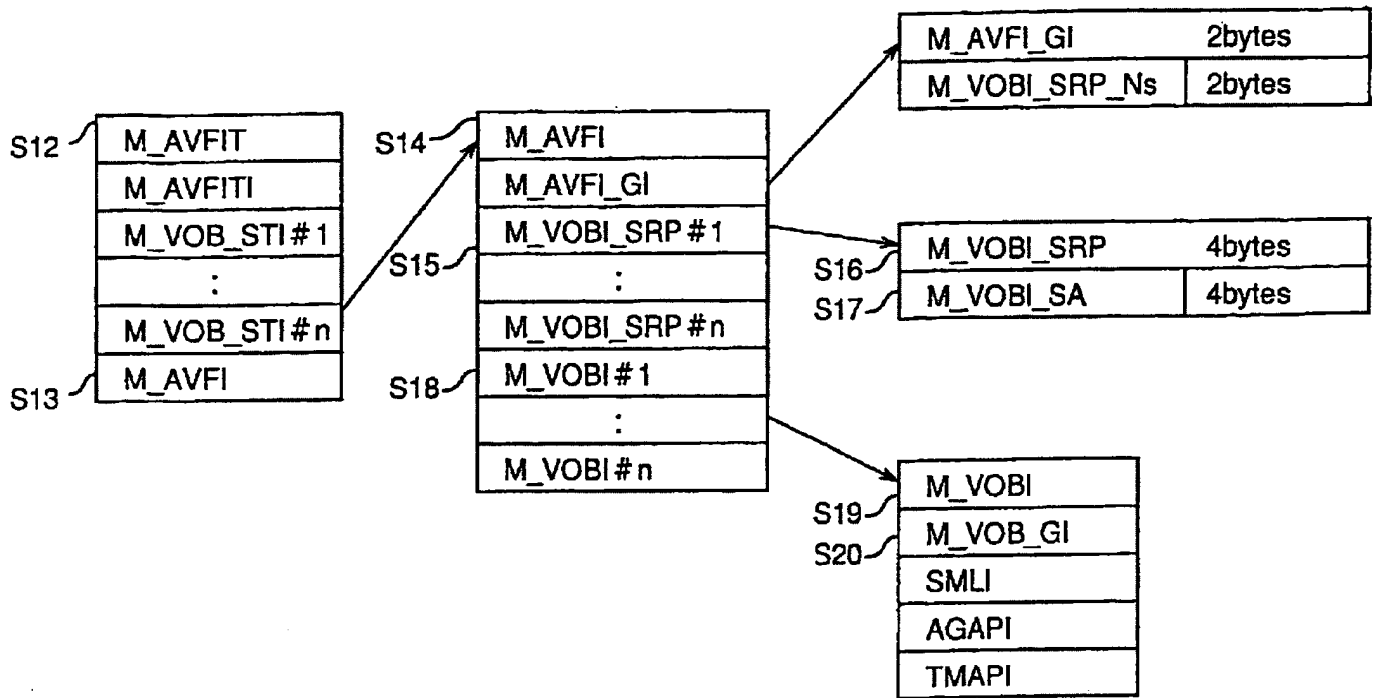 S12
M_AVFIT
M_AVFITI
M_VOB_STI#1
:
M_VOB_STI#n
S13
M_AVFI
S14
M_AVFI
M_AVFI_GI
S15
M_VOBI_SRP#1
:
M_VOBI_SRP#n
S18
M_VOBI#1
:
M_VOBI#n
M_AVFI_GI 2bytes
M_VOBI_SRP_Ns 2bytes
S16
M_VOBI_SRP 4bytes
S17
M_VOBI_SA 4bytes
S19
M_VOBI
S20
M_VOB_GI
SMLI
AGAPI
TMAPI